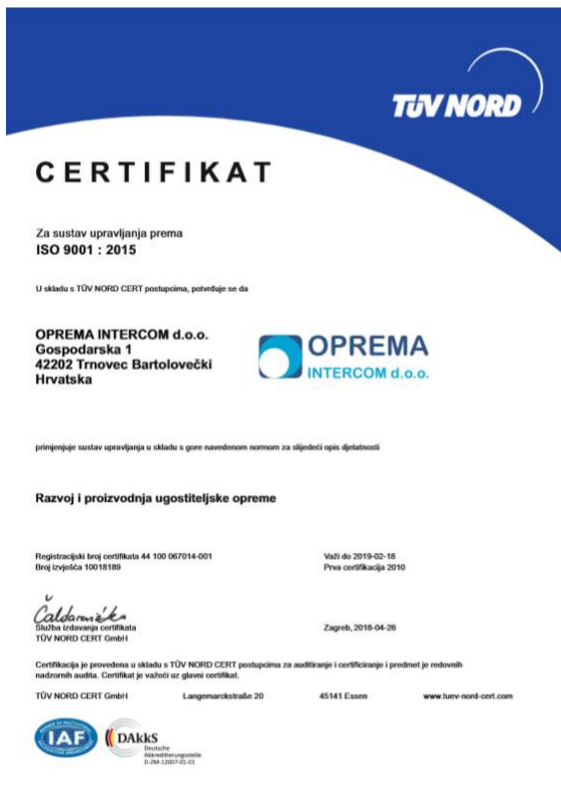 TÜV NORD
CERTIFIKAT
Za sustav upravljanja prema
ISO 9001 : 2015
U skladu s TÜV NORD CERT postupcima, potvrđuje se da
OPREMA INTERCOM d.o.o.
Gospodarska 1
42202 Trnovec Bartolovečki
Hrvatska
OPREMA
INTERCOM d.o.o.
primjenjuje sustav upravljanja u skladu s gore navedenom normom za slijedeći opis djelatnosti
Razvoj i proizvodnja ugostiteljske opreme
Registracijski broj certifikata 44 100 067014-001
Broj izvješća 10018189
Važi do 2019-02-18
Prva certifikacija 2010
Služba izdavanja certifikata
TÜV NORD CERT GmbH
Zagreb, 2018-04-26
Certifikacija je provedena u skladu s TÜV NORD CERT postupcima za auditiranje i certificiranje i predmet je redovnih
nadzornih audita. Certifikat je važeći uz glavni certifikat.
TÜV NORD CERT GmbH Langemarckstraße 20 45141 Essen www.tuev-nord-cert.com
IAF
DAkkS
Deutsche
Akkreditierungsstelle
D-ZM-12007-01-01